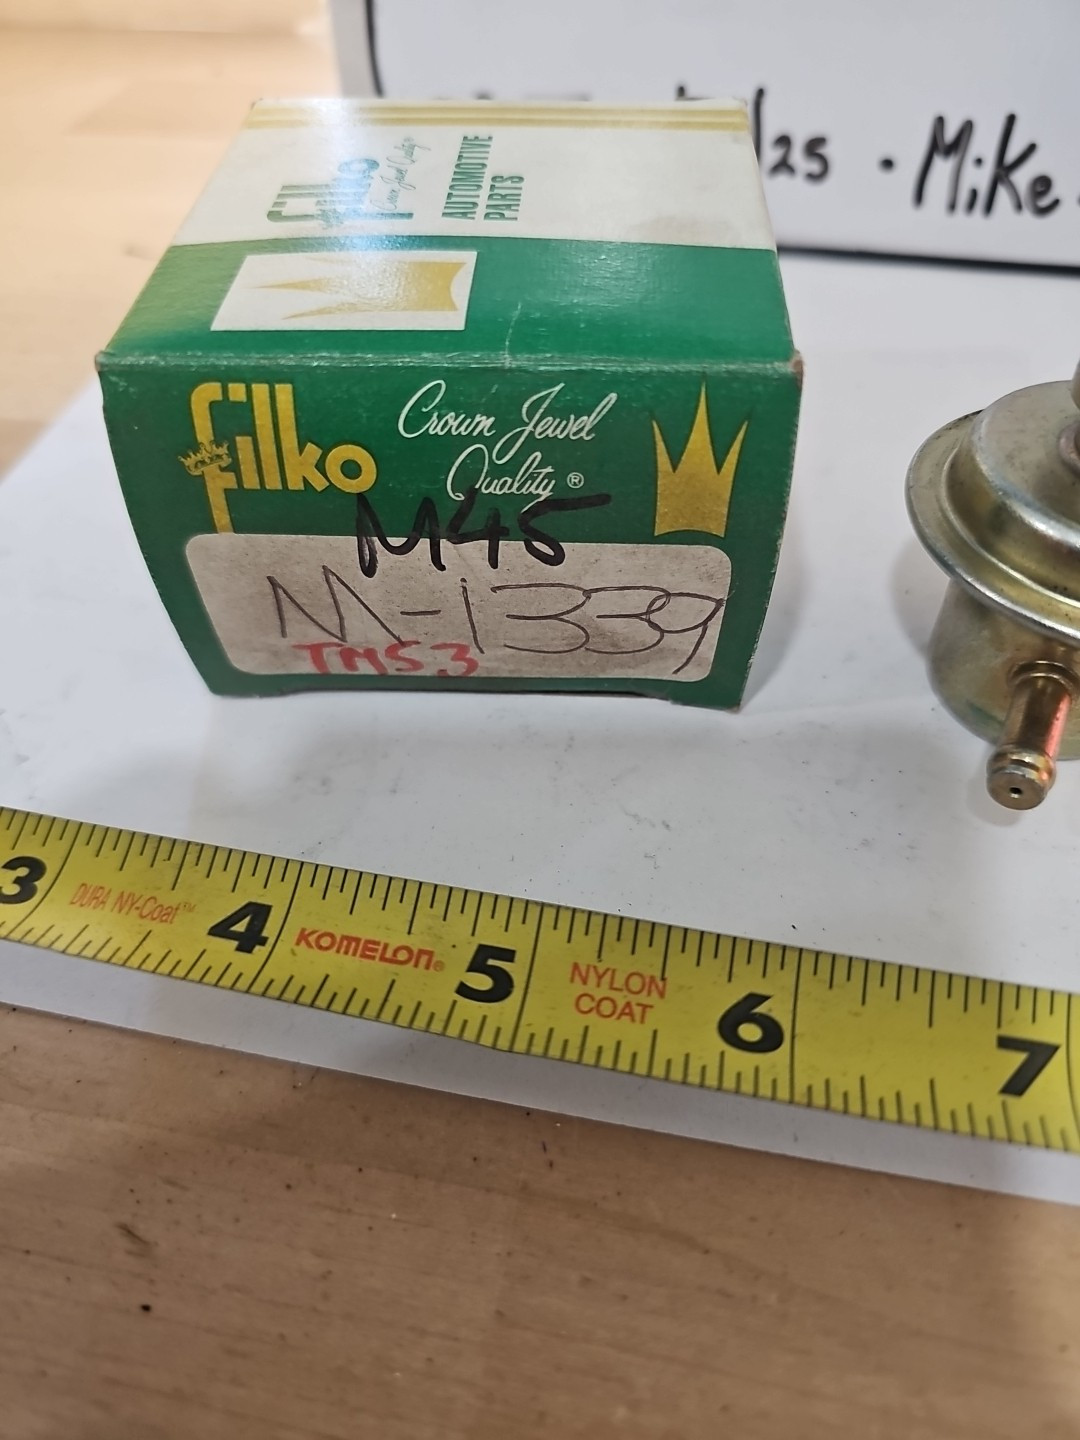 /25 · Mike
filko
Crown Jewel Quality®
AUTOMOTIVE
PARTS
filko
Crown Jewel
Quality®
M45
M-1339
TMS3
3 DURA NY-Coat™ 4 KOMELON® 5 NYLON COAT 6 7